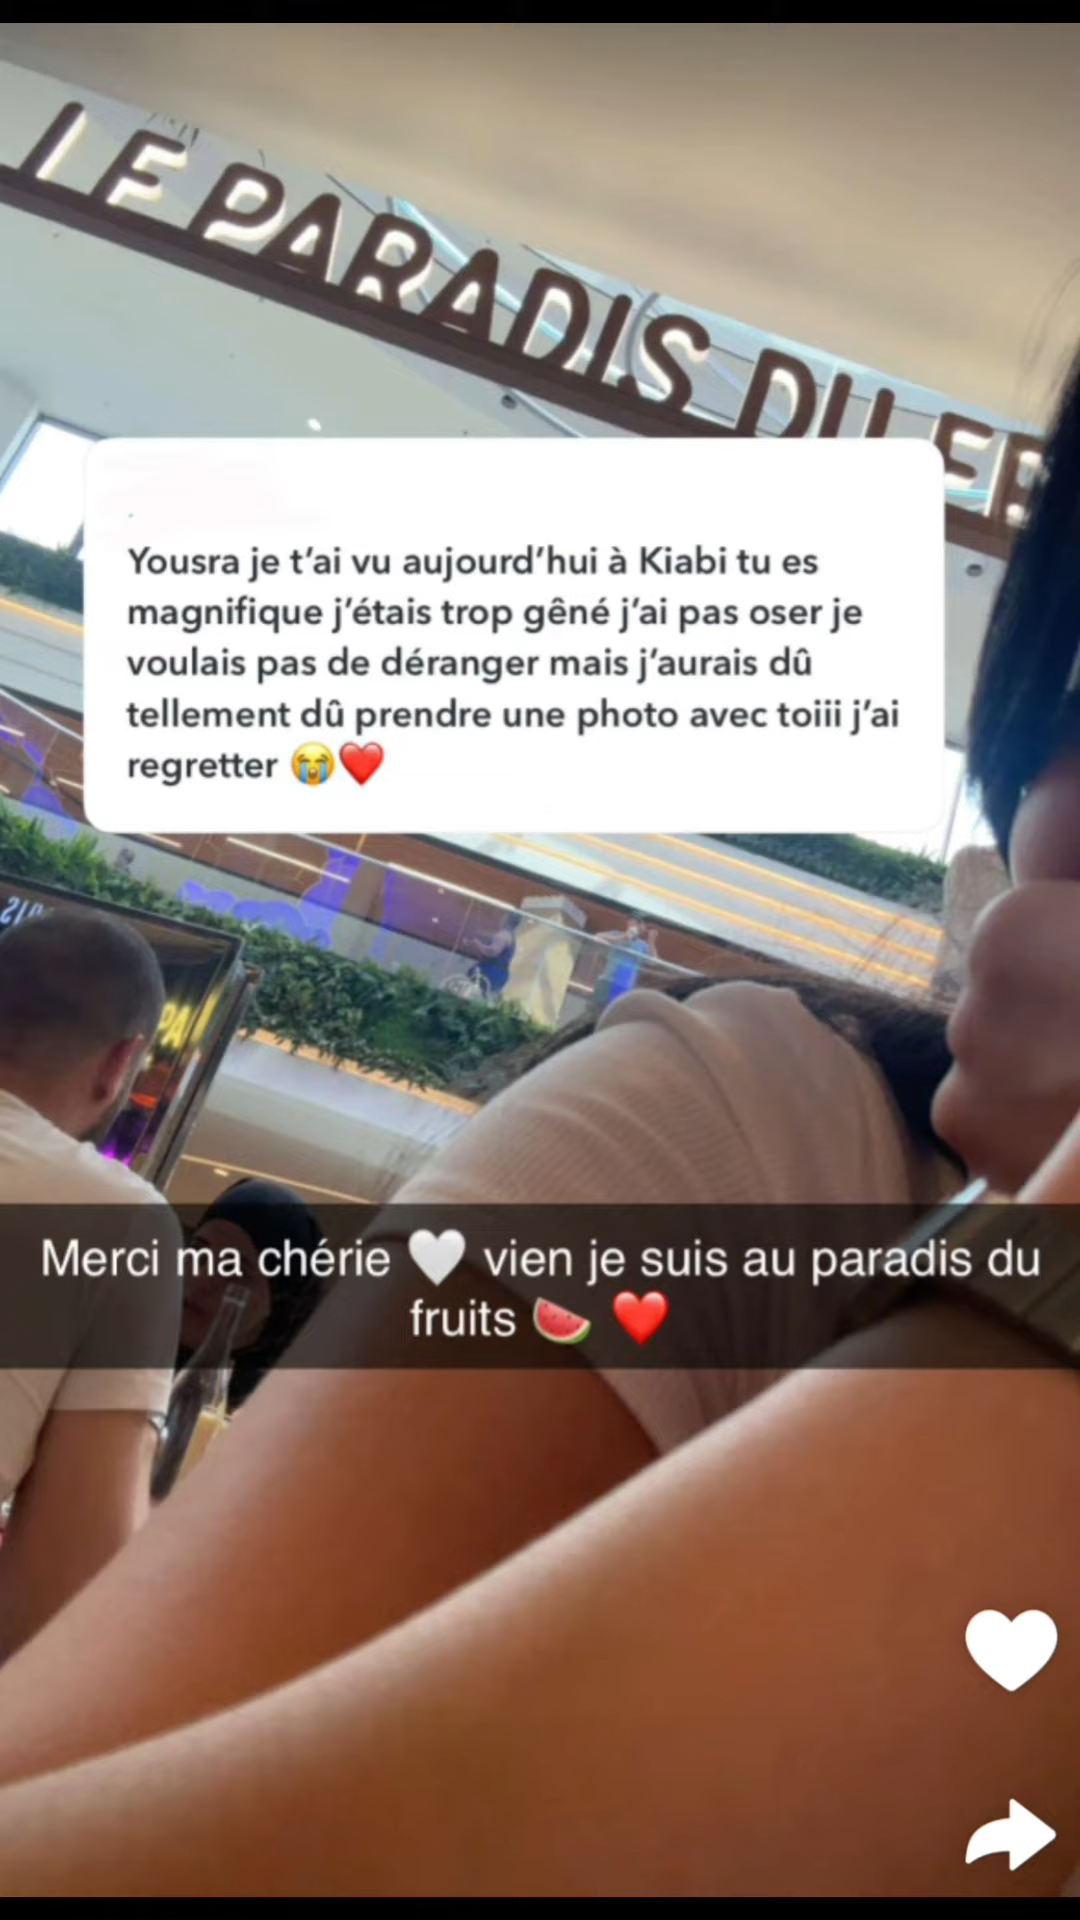 LE PARADIS DU FR
Yousra je t’ai vu aujourd’hui à Kiabi tu es
magnifique j’étais trop gêné j’ai pas oser je
voulais pas de déranger mais j’aurais dû
tellement dû prendre une photo avec toiii j’ai
regretter 😭❤️
PA
Merci ma chérie 🤍 vien je suis au paradis du
fruits 🍉 ❤️